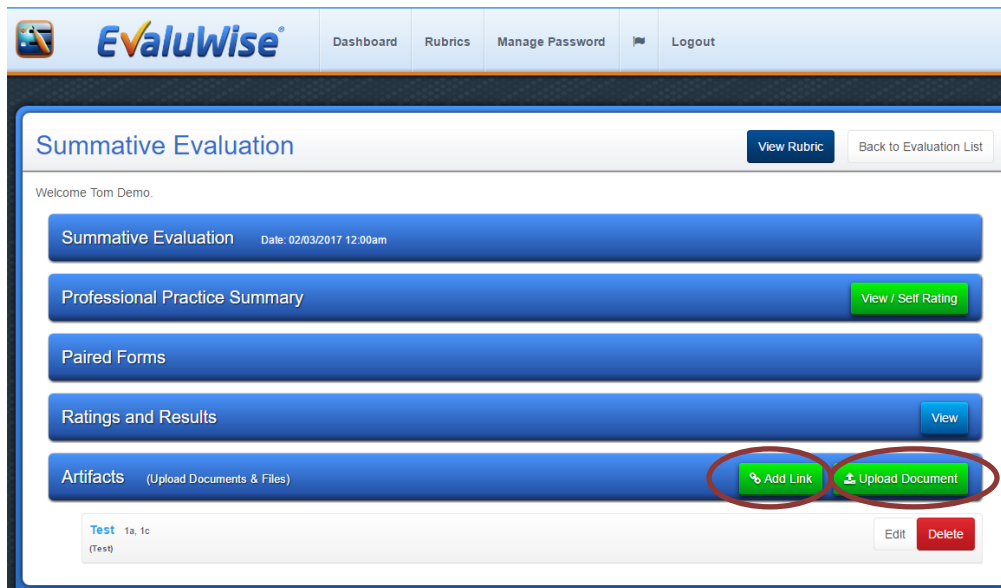 EvaluWise® Dashboard Rubrics Manage Password Logout
Summative Evaluation View Rubric Back to Evaluation List
Welcome Tom Demo.
Summative Evaluation Date: 02/03/2017 12:00am
Professional Practice Summary View / Self Rating
Paired Forms
Ratings and Results View
Artifacts (Upload Documents & Files) Add Link Upload Document
Test 1a, 1c Edit Delete
(Test)